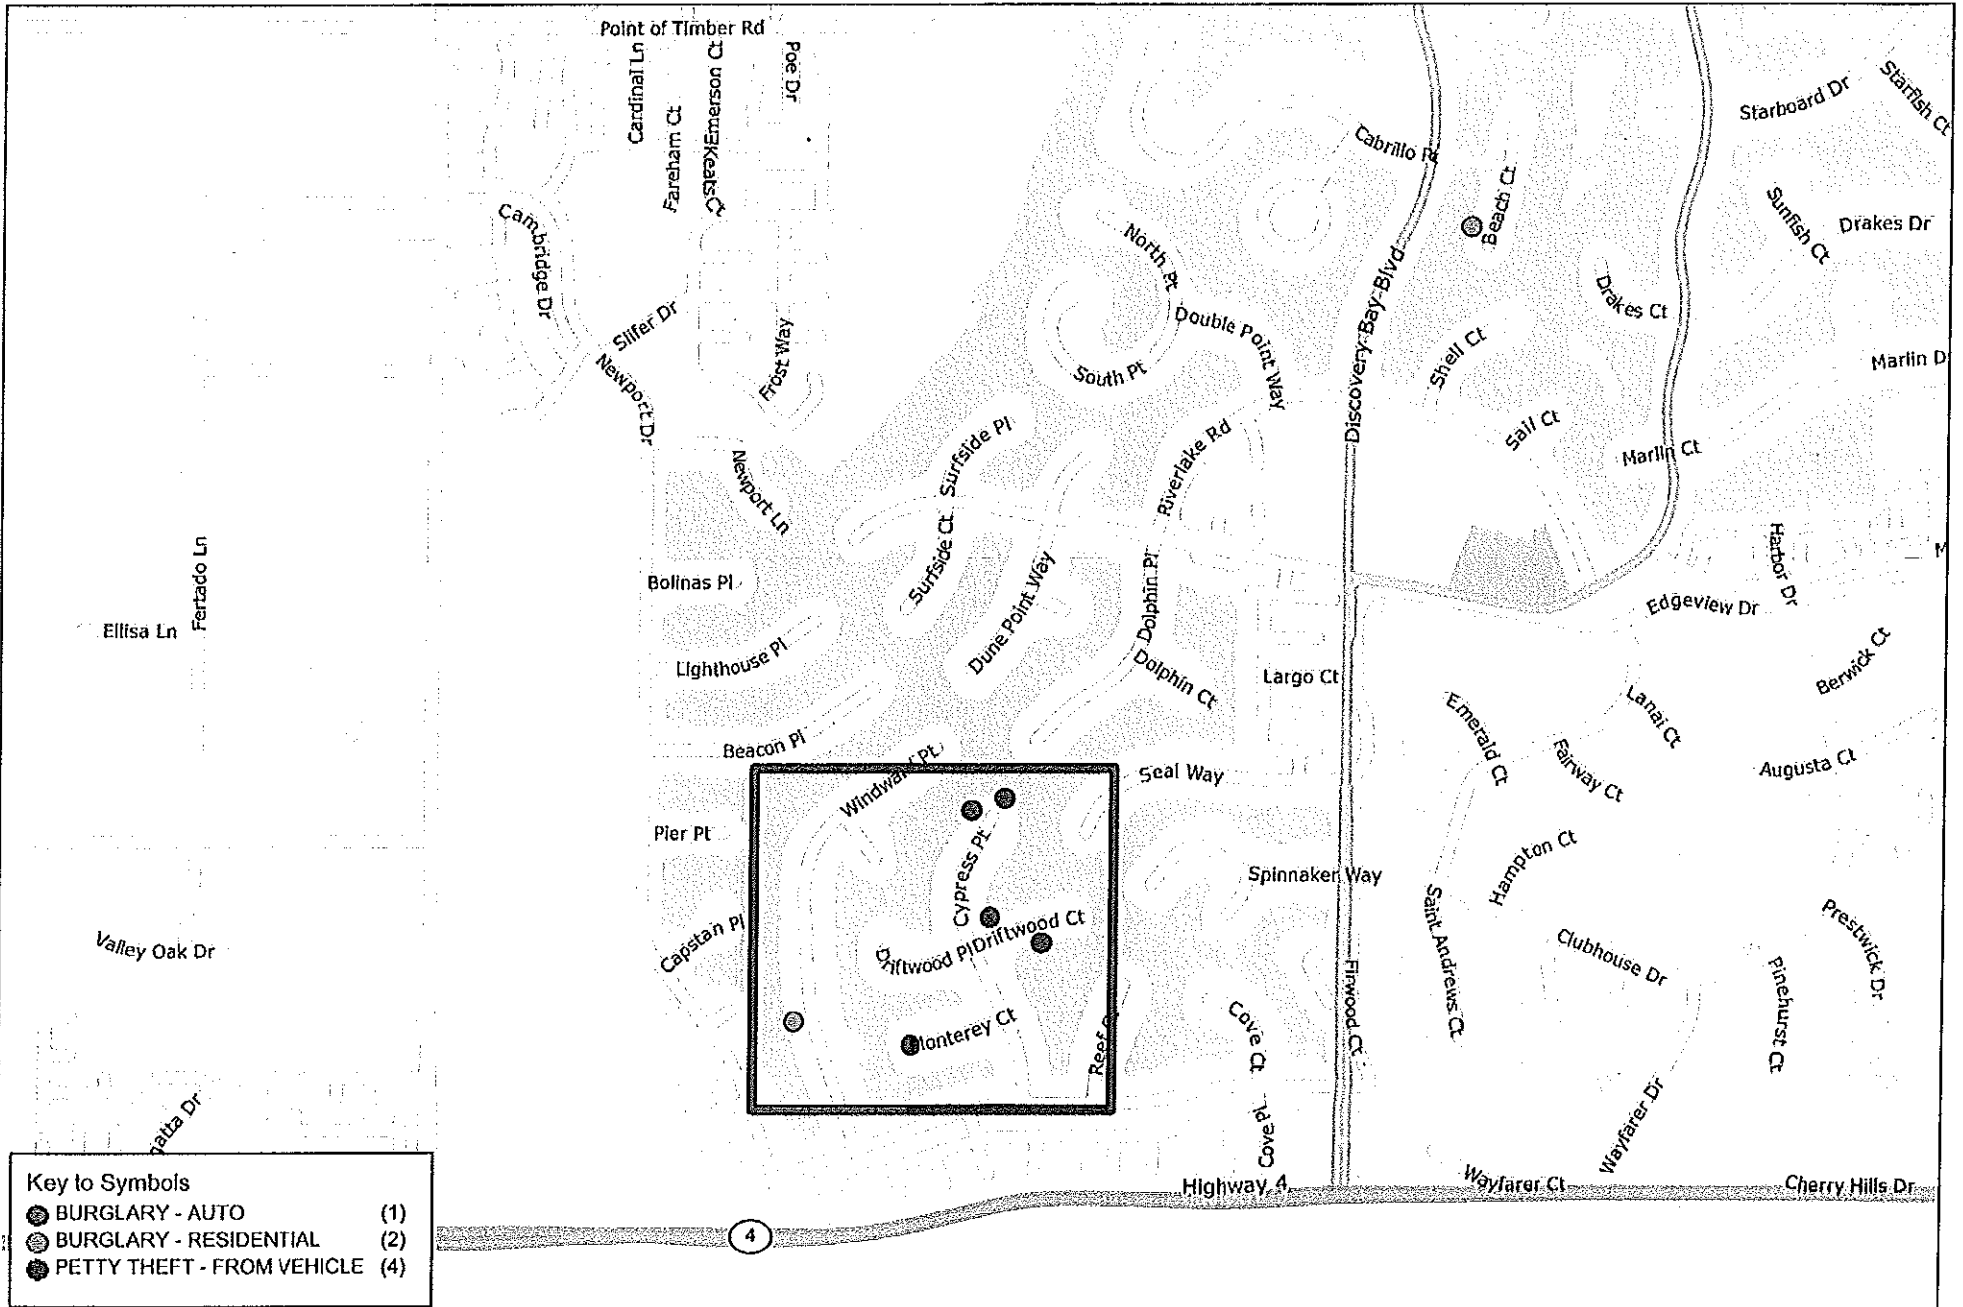 Point of Timber Rd
Cardinal Ln
Fareham Ct
Emerson Ct
Keats Ct
Poe Dr
Cabrillo Pt
Starboard Dr
Starfish Ct
Beach Ct
Sunfish Ct
Drakes Dr
Cambridge Dr
North Pt
Slifer Dr
Newport Dr
Frost Way
Double Point Way
South Pt
Discovery Bay Blvd
Drakes Ct
Shell Ct
Marlin D
Surfside Pl
Riverlake Rd
Sail Ct
Marlin Ct
Newport Ln
Fertado Ln
Ellisa Ln
Bolinas Pl
Surfside Ct
Dune Point Way
Dolphin Pl
Harbor Dr
M
Edgeview Dr
Lighthouse Pl
Dolphin Ct
Largo Ct
Berwick Ct
Emerald Ct
Lanai Ct
Beacon Pl
Windward Pt
Seal Way
Fairway Ct
Augusta Ct
Pier Pt
Cypress Pt
Spinnaker Way
Hampton Ct
Saint Andrews Ct
Prestwick Dr
Valley Oak Dr
Capstan Pl
Driftwood Pl
Driftwood Ct
Clubhouse Dr
Pinehurst Ct
Firwood Ct
Monterey Ct
Reef
Cove Ct
Cove Pl
Wayfarer Dr
gatta Dr
Highway 4
Wayfarer Ct
Cherry Hills Dr
4
Key to Symbols
BURGLARY - AUTO (1)
BURGLARY - RESIDENTIAL (2)
PETTY THEFT - FROM VEHICLE (4)